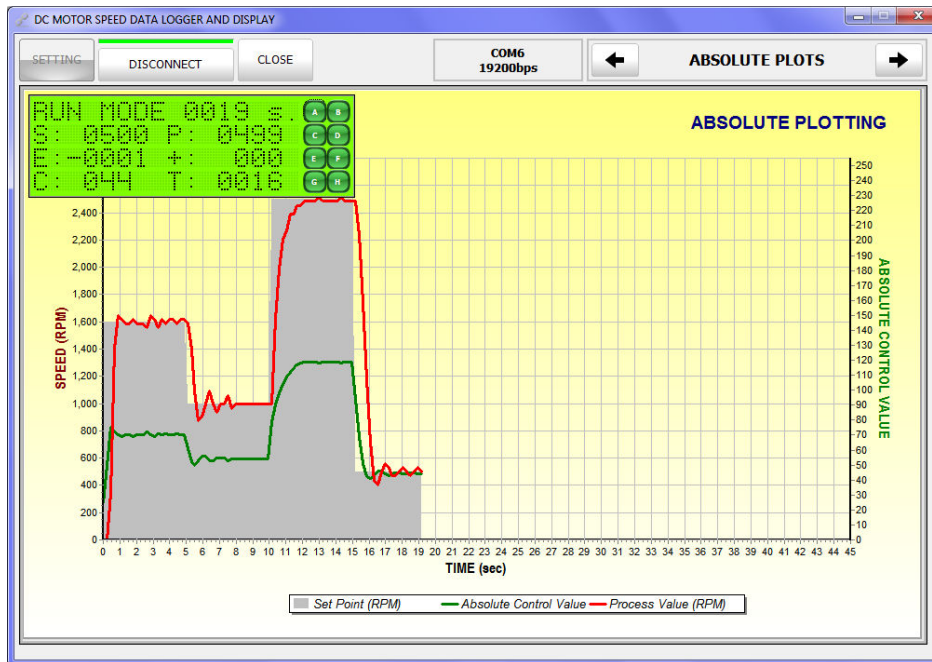 DC MOTOR SPEED DATA LOGGER AND DISPLAY
SETTING
DISCONNECT
CLOSE
COM6
19200bps
ABSOLUTE PLOTS
RUN MODE 0019 s.
S: 0500 P: 0499
E:-0001 +: 000
C: 044 T: 0016
A B
C D
E F
G H
ABSOLUTE PLOTTING
SPEED (RPM)
2,400
2,200
2,000
1,800
1,600
1,400
1,200
1,000
800
600
400
200
0
250
240
230
220
210
200
190
180
170
160
150
140
130
120
110
100
90
80
70
60
50
40
30
20
10
0
ABSOLUTE CONTROL VALUE
0 1 2 3 4 5 6 7 8 9 10 11 12 13 14 15 16 17 18 19 20 21 22 23 24 25 26 27 28 29 30 31 32 33 34 35 36 37 38 39 40 41 42 43 44 45
TIME (sec)
Set Point (RPM) Absolute Control Value Process Value (RPM)